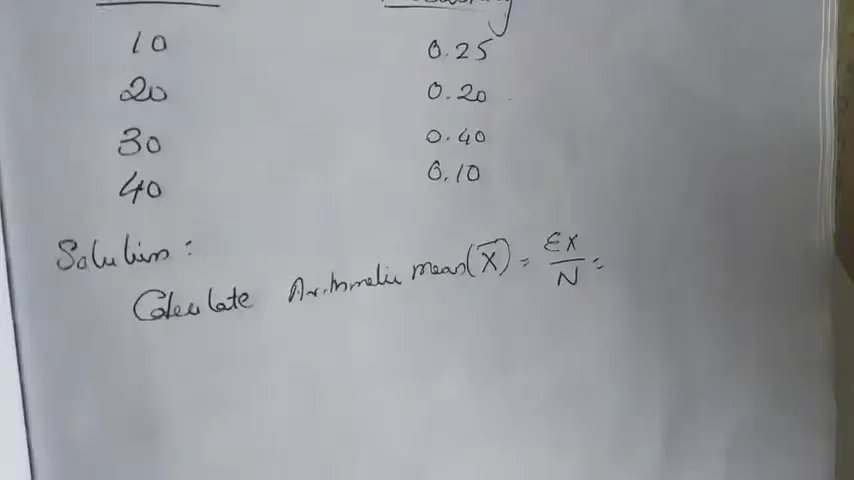 10 0.25
20 0.20
30 0.40
40 0.10
Solution:
Calculate Arithmetic mean (X̄) = ΣX/N =